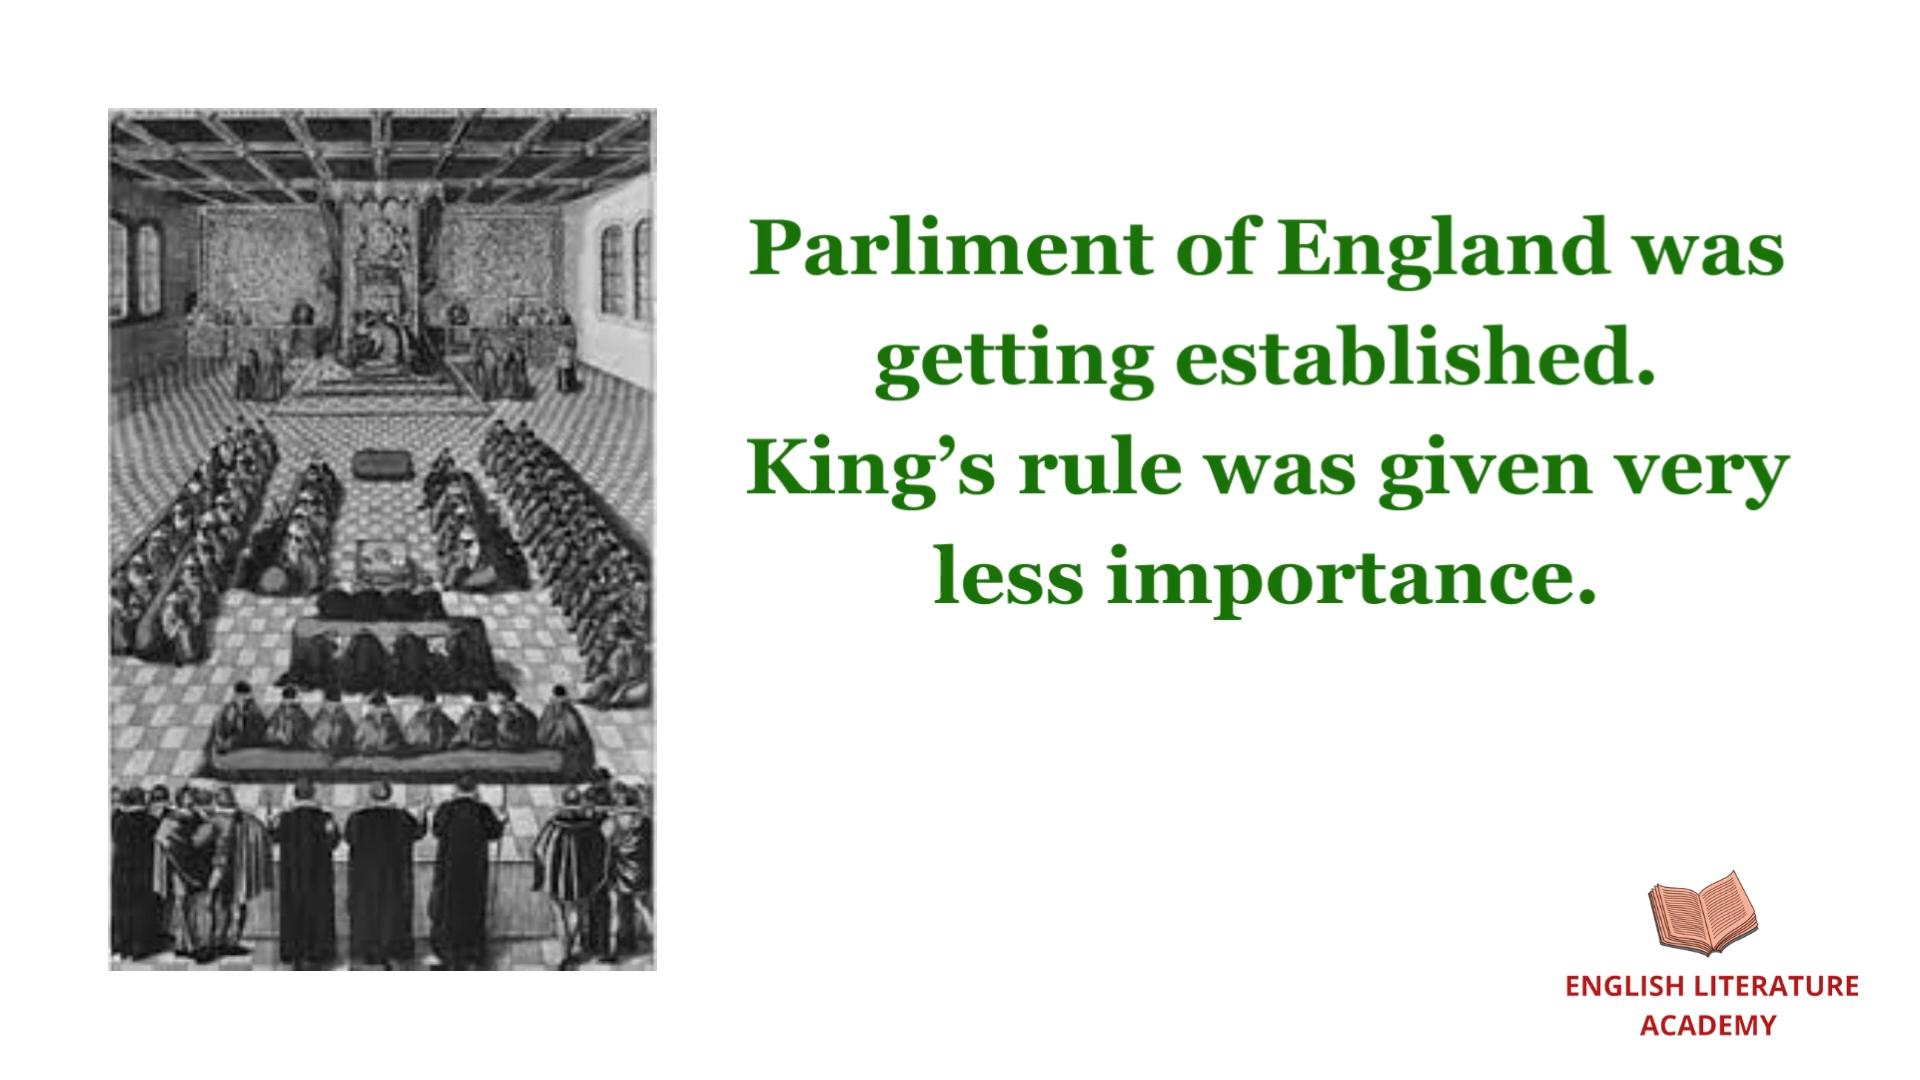 Parliment of England was
getting established.
King’s rule was given very
less importance.
ENGLISH LITERATURE
ACADEMY